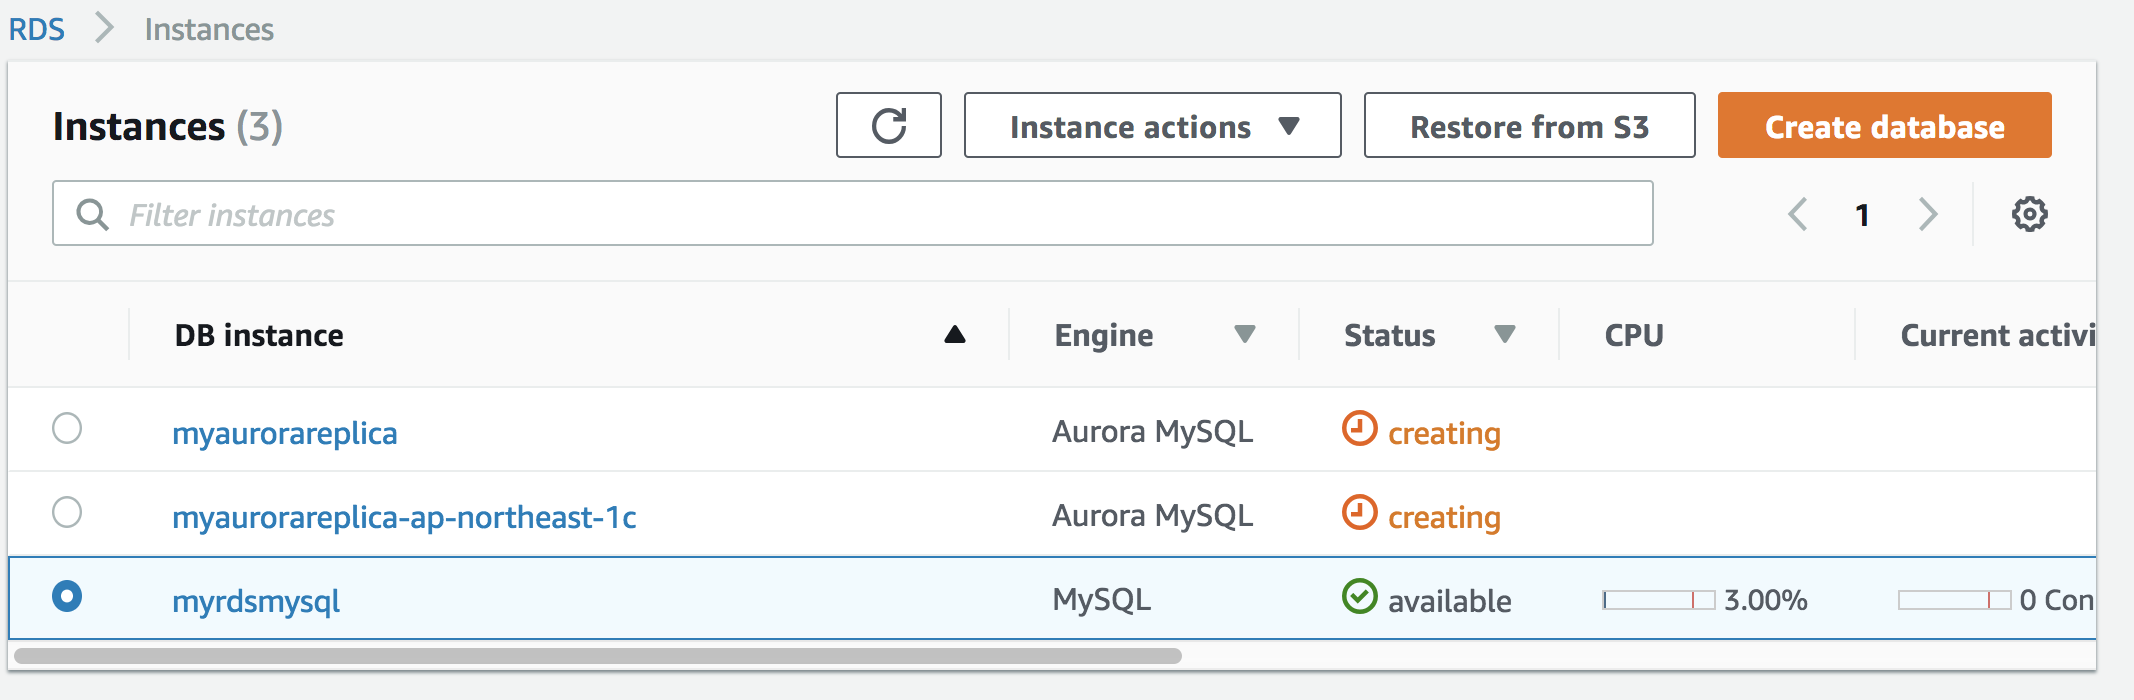 RDS > Instances
Instances (3)
Instance actions
Restore from S3
Create database
Filter instances
1
DB instance Engine Status CPU Current activi
myaurorareplica Aurora MySQL creating
myaurorareplica-ap-northeast-1c Aurora MySQL creating
myrdsmysql MySQL available 3.00% 0 Con